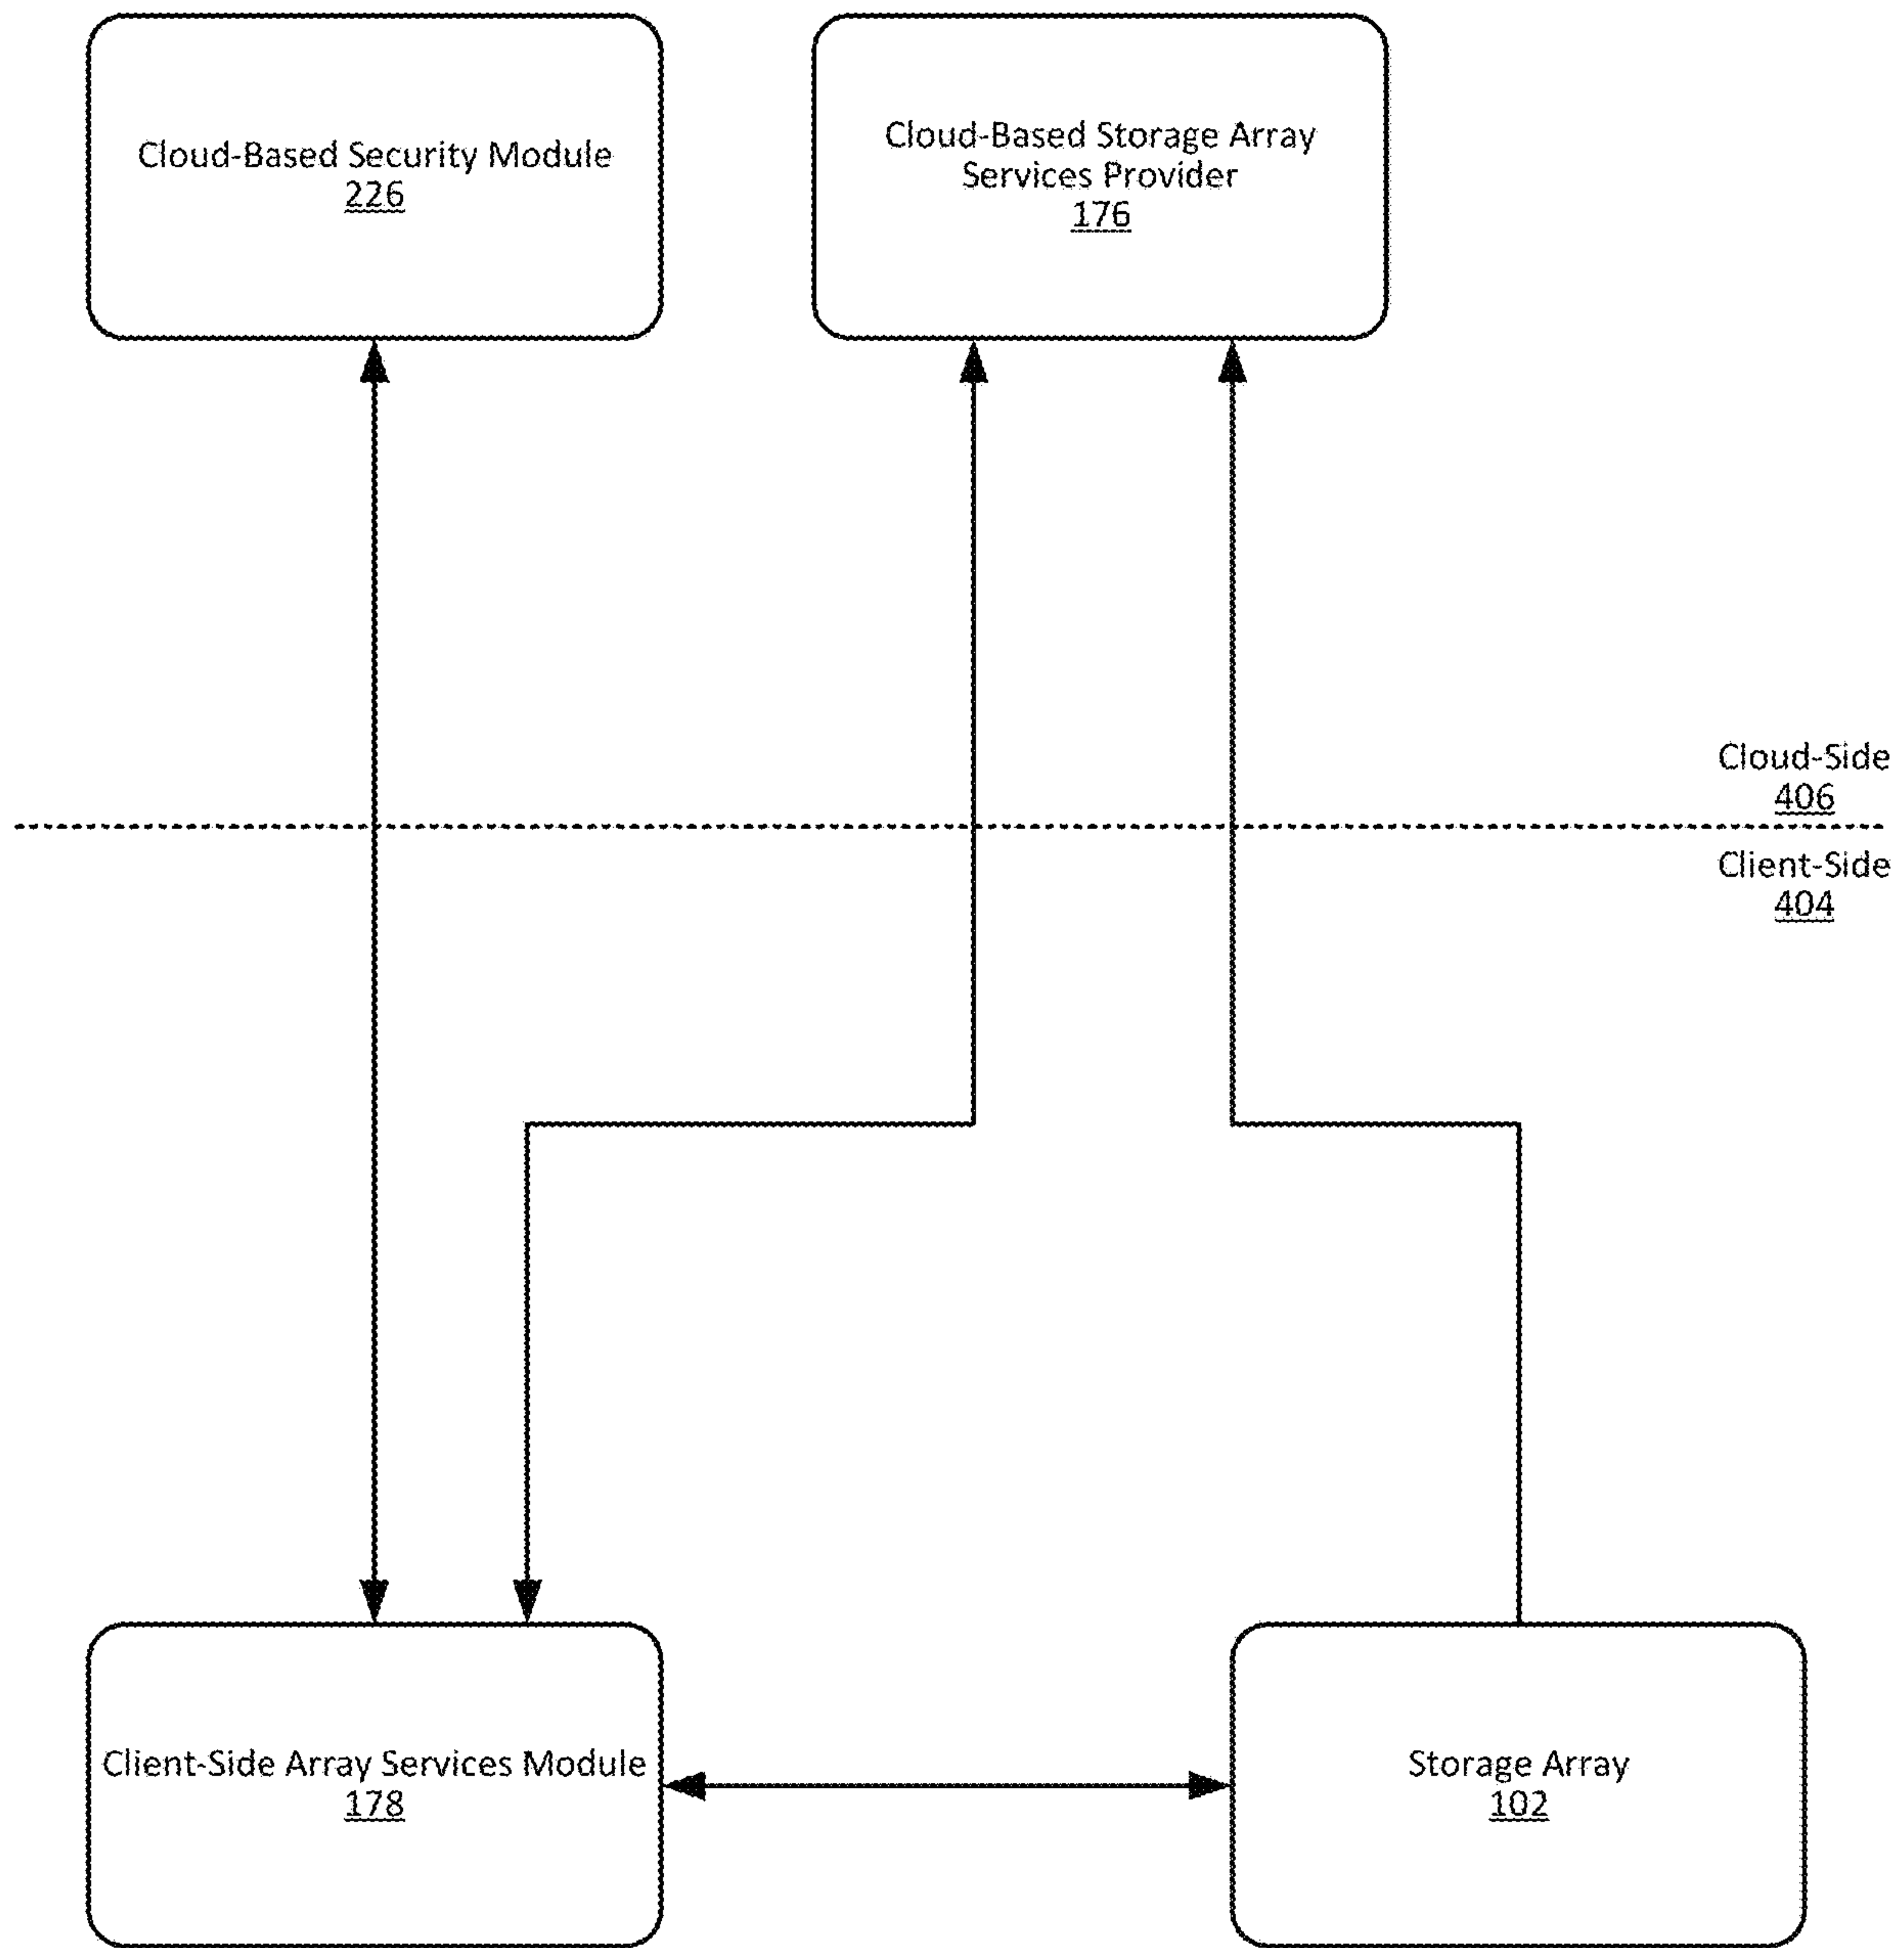 Cloud-Based Security Module
226
Cloud-Based Storage Array
Services Provider
176
Cloud-Side
406
Client-Side
404
Client-Side Array Services Module
178
Storage Array
102